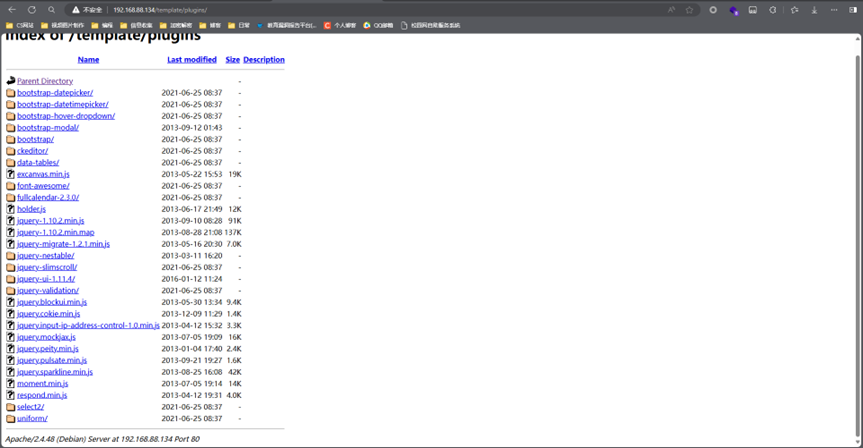 不安全 192.168.88.134/template/plugins/
CS网站 视频图片制作 编程 信息收集 加密解密 博客 日常 教育漏洞报告平台(... 个人博客 QQ邮箱 校园网自助服务系统
Index of /template/plugins
Name Last modified Size Description
Parent Directory -
bootstrap-datepicker/ 2021-06-25 08:37 -
bootstrap-datetimepicker/ 2021-06-25 08:37 -
bootstrap-hover-dropdown/ 2021-06-25 08:37 -
bootstrap-modal/ 2013-09-12 01:43 -
bootstrap/ 2021-06-25 08:37 -
ckeditor/ 2021-06-25 08:37 -
data-tables/ 2021-06-25 08:37 -
excanvas.min.js 2013-05-22 15:53 19K
font-awesome/ 2021-06-25 08:37 -
fullcalendar-2.3.0/ 2021-06-25 08:37 -
holder.js 2013-06-17 21:49 12K
jquery-1.10.2.min.js 2013-09-10 08:28 91K
jquery-1.10.2.min.map 2013-08-28 21:08 137K
jquery-migrate-1.2.1.min.js 2013-05-16 20:30 7.0K
jquery-nestable/ 2013-03-11 16:20 -
jquery-slimscroll/ 2021-06-25 08:37 -
jquery-ui-1.11.4/ 2016-01-12 11:24 -
jquery-validation/ 2021-06-25 08:37 -
jquery.blockui.min.js 2013-05-30 13:34 9.4K
jquery.cokie.min.js 2013-12-09 11:29 1.4K
jquery.input-ip-address-control-1.0.min.js 2013-04-12 15:32 3.3K
jquery.mockjax.js 2013-07-05 19:09 16K
jquery.peity.min.js 2013-01-04 17:40 2.4K
jquery.pulsate.min.js 2013-09-21 19:27 1.6K
jquery.sparkline.min.js 2013-08-25 16:08 42K
moment.min.js 2013-07-05 19:14 14K
respond.min.js 2013-04-12 19:31 4.0K
select2/ 2021-06-25 08:37 -
uniform/ 2021-06-25 08:37 -
Apache/2.4.48 (Debian) Server at 192.168.88.134 Port 80